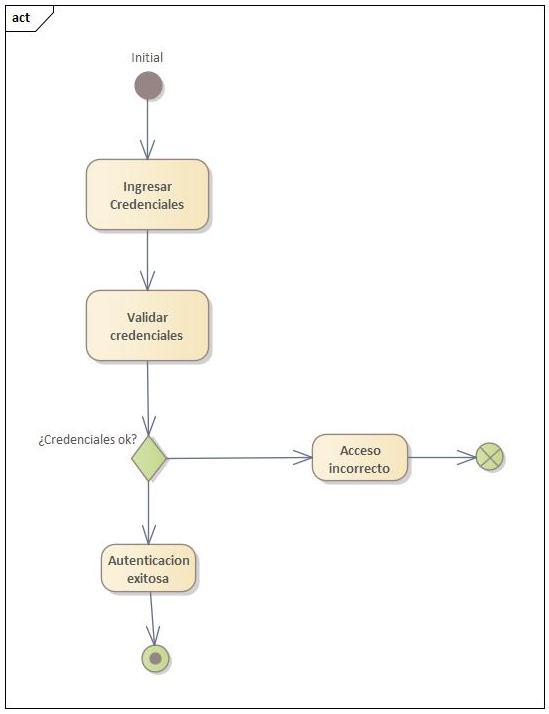 act
Initial
Ingresar
Credenciales
Validar
credenciales
¿Credenciales ok?
Acceso
incorrecto
Autenticacion
exitosa